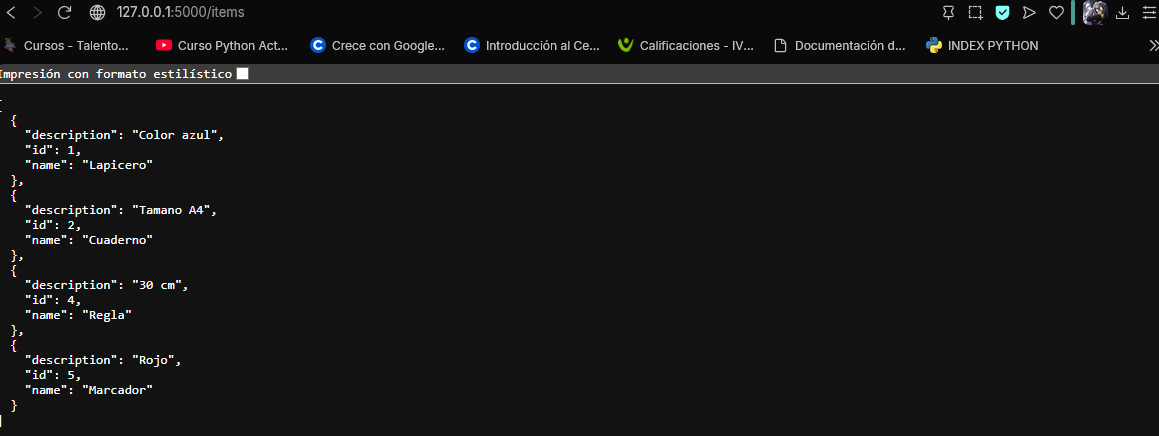 127.0.0.1:5000/items
Cursos - Talento... Curso Python Act... Crece con Google... Introducción al Ce... Calificaciones - IV... Documentación d... INDEX PYTHON
Impresión con formato estilístico
[
  {
    "description": "Color azul",
    "id": 1,
    "name": "Lapicero"
  },
  {
    "description": "Tamano A4",
    "id": 2,
    "name": "Cuaderno"
  },
  {
    "description": "30 cm",
    "id": 4,
    "name": "Regla"
  },
  {
    "description": "Rojo",
    "id": 5,
    "name": "Marcador"
  }
]